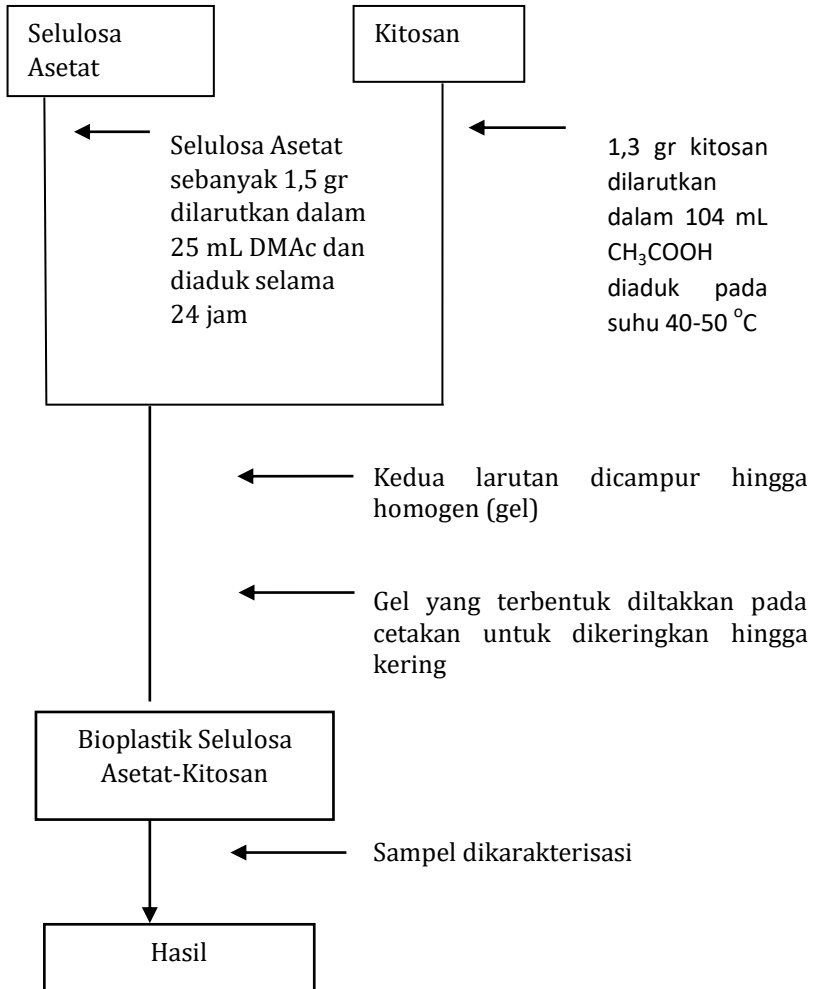 Selulosa
Asetat
Kitosan
Selulosa Asetat
sebanyak 1,5 gr
dilarutkan dalam
25 mL DMAc dan
diaduk selama
24 jam
1,3 gr kitosan
dilarutkan
dalam 104 mL
CH₃COOH
diaduk pada
suhu 40-50 °C
Kedua larutan dicampur hingga
homogen (gel)
Gel yang terbentuk diltakkan pada
cetakan untuk dikeringkan hingga
kering
Bioplastik Selulosa
Asetat-Kitosan
Sampel dikarakterisasi
Hasil